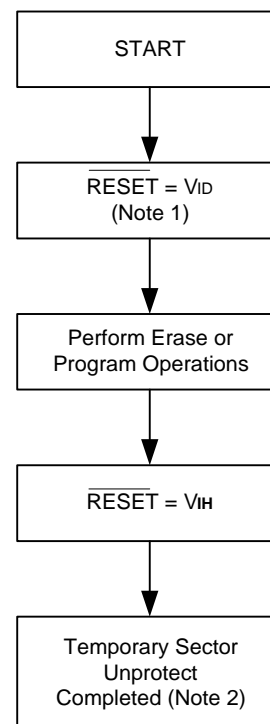 START
RESET = VID
(Note 1)
Perform Erase or
Program Operations
RESET = VIH
Temporary Sector
Unprotect
Completed (Note 2)